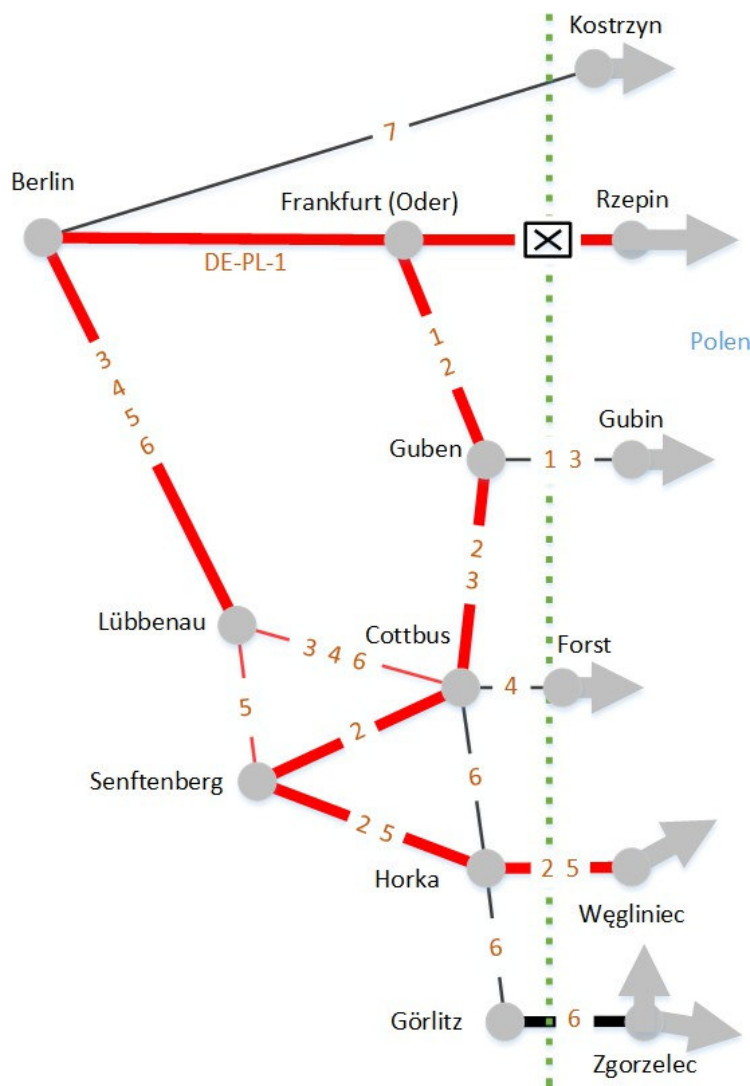 Kostrzyn
7
Berlin
Frankfurt (Oder)
Rzepin
DE-PL-1
Polen
1
2
3
4
5
6
Gubin
Guben
1 3
2
3
Lübbenau
Cottbus
Forst
3 4 6
4
5
2
Senftenberg
6
2 5
Horka
2 5
Węgliniec
6
Görlitz
6
Zgorzelec